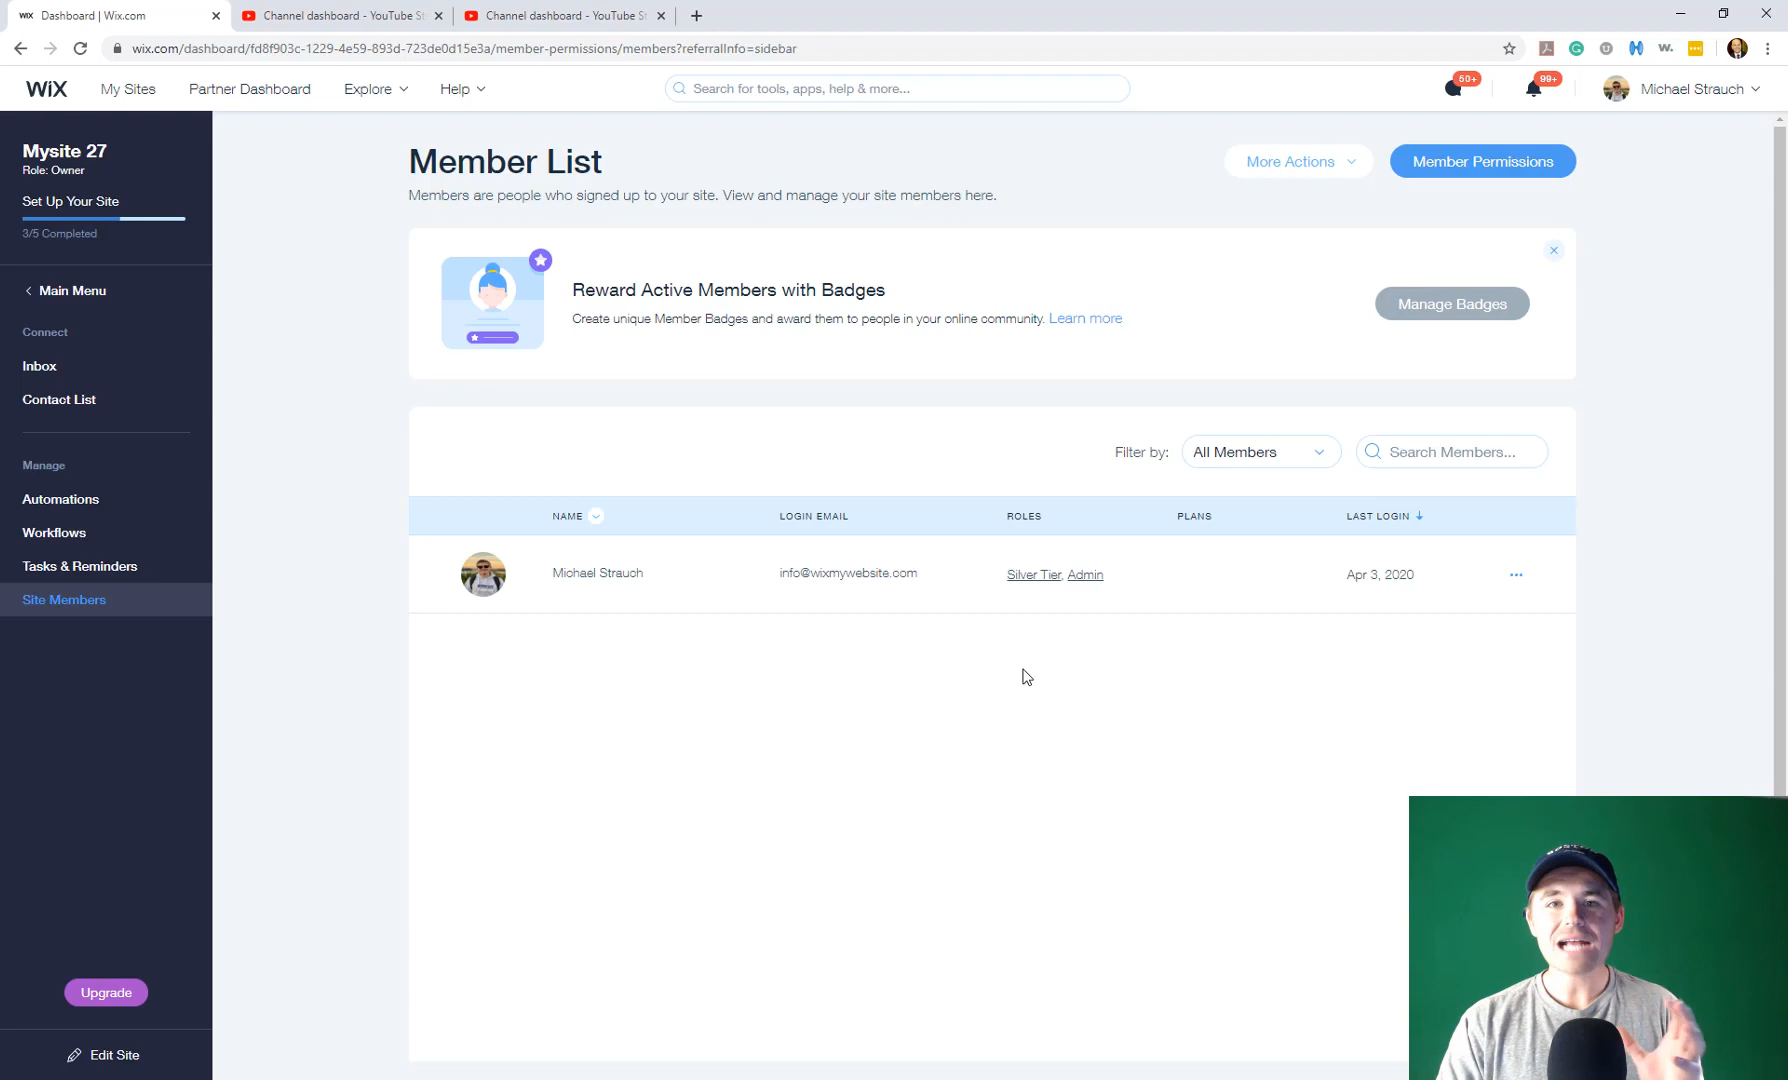 WIX Dashboard | Wix.com
Channel dashboard - YouTube St
Channel dashboard - YouTube St
wix.com/dashboard/fd8f903c-1229-4e59-893d-723de0d15e3a/member-permissions/members?referralInfo=sidebar
WiX
My Sites
Partner Dashboard
Explore
Help
Search for tools, apps, help & more...
50+
99+
Michael Strauch
Mysite 27
Role: Owner
Set Up Your Site
3/5 Completed
Main Menu
Connect
Inbox
Contact List
Manage
Automations
Workflows
Tasks & Reminders
Site Members
Upgrade
Edit Site
Member List
Members are people who signed up to your site. View and manage your site members here.
More Actions
Member Permissions
Reward Active Members with Badges
Create unique Member Badges and award them to people in your online community. Learn more
Manage Badges
Filter by: All Members
Search Members...
NAME LOGIN EMAIL ROLES PLANS LAST LOGIN
Michael Strauch info@wixmywebsite.com Silver Tier, Admin Apr 3, 2020